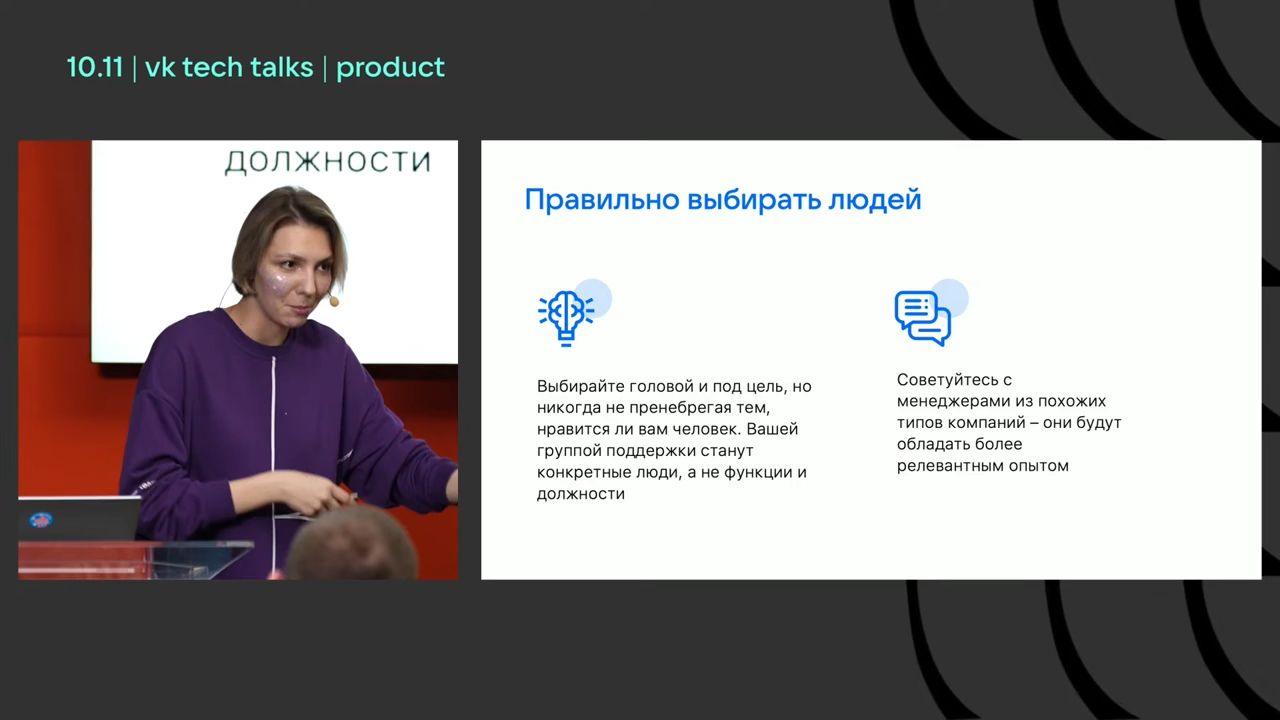 10.11 | vk tech talks | product
ДОЛЖНОСТИ
Правильно выбирать людей
Выбирайте головой и под цель, но
никогда не пренебрегая тем,
нравится ли вам человек. Вашей
группой поддержки станут
конкретные люди, а не функции и
должности
Советуйтесь с
менеджерами из похожих
типов компаний – они будут
обладать более
релевантным опытом